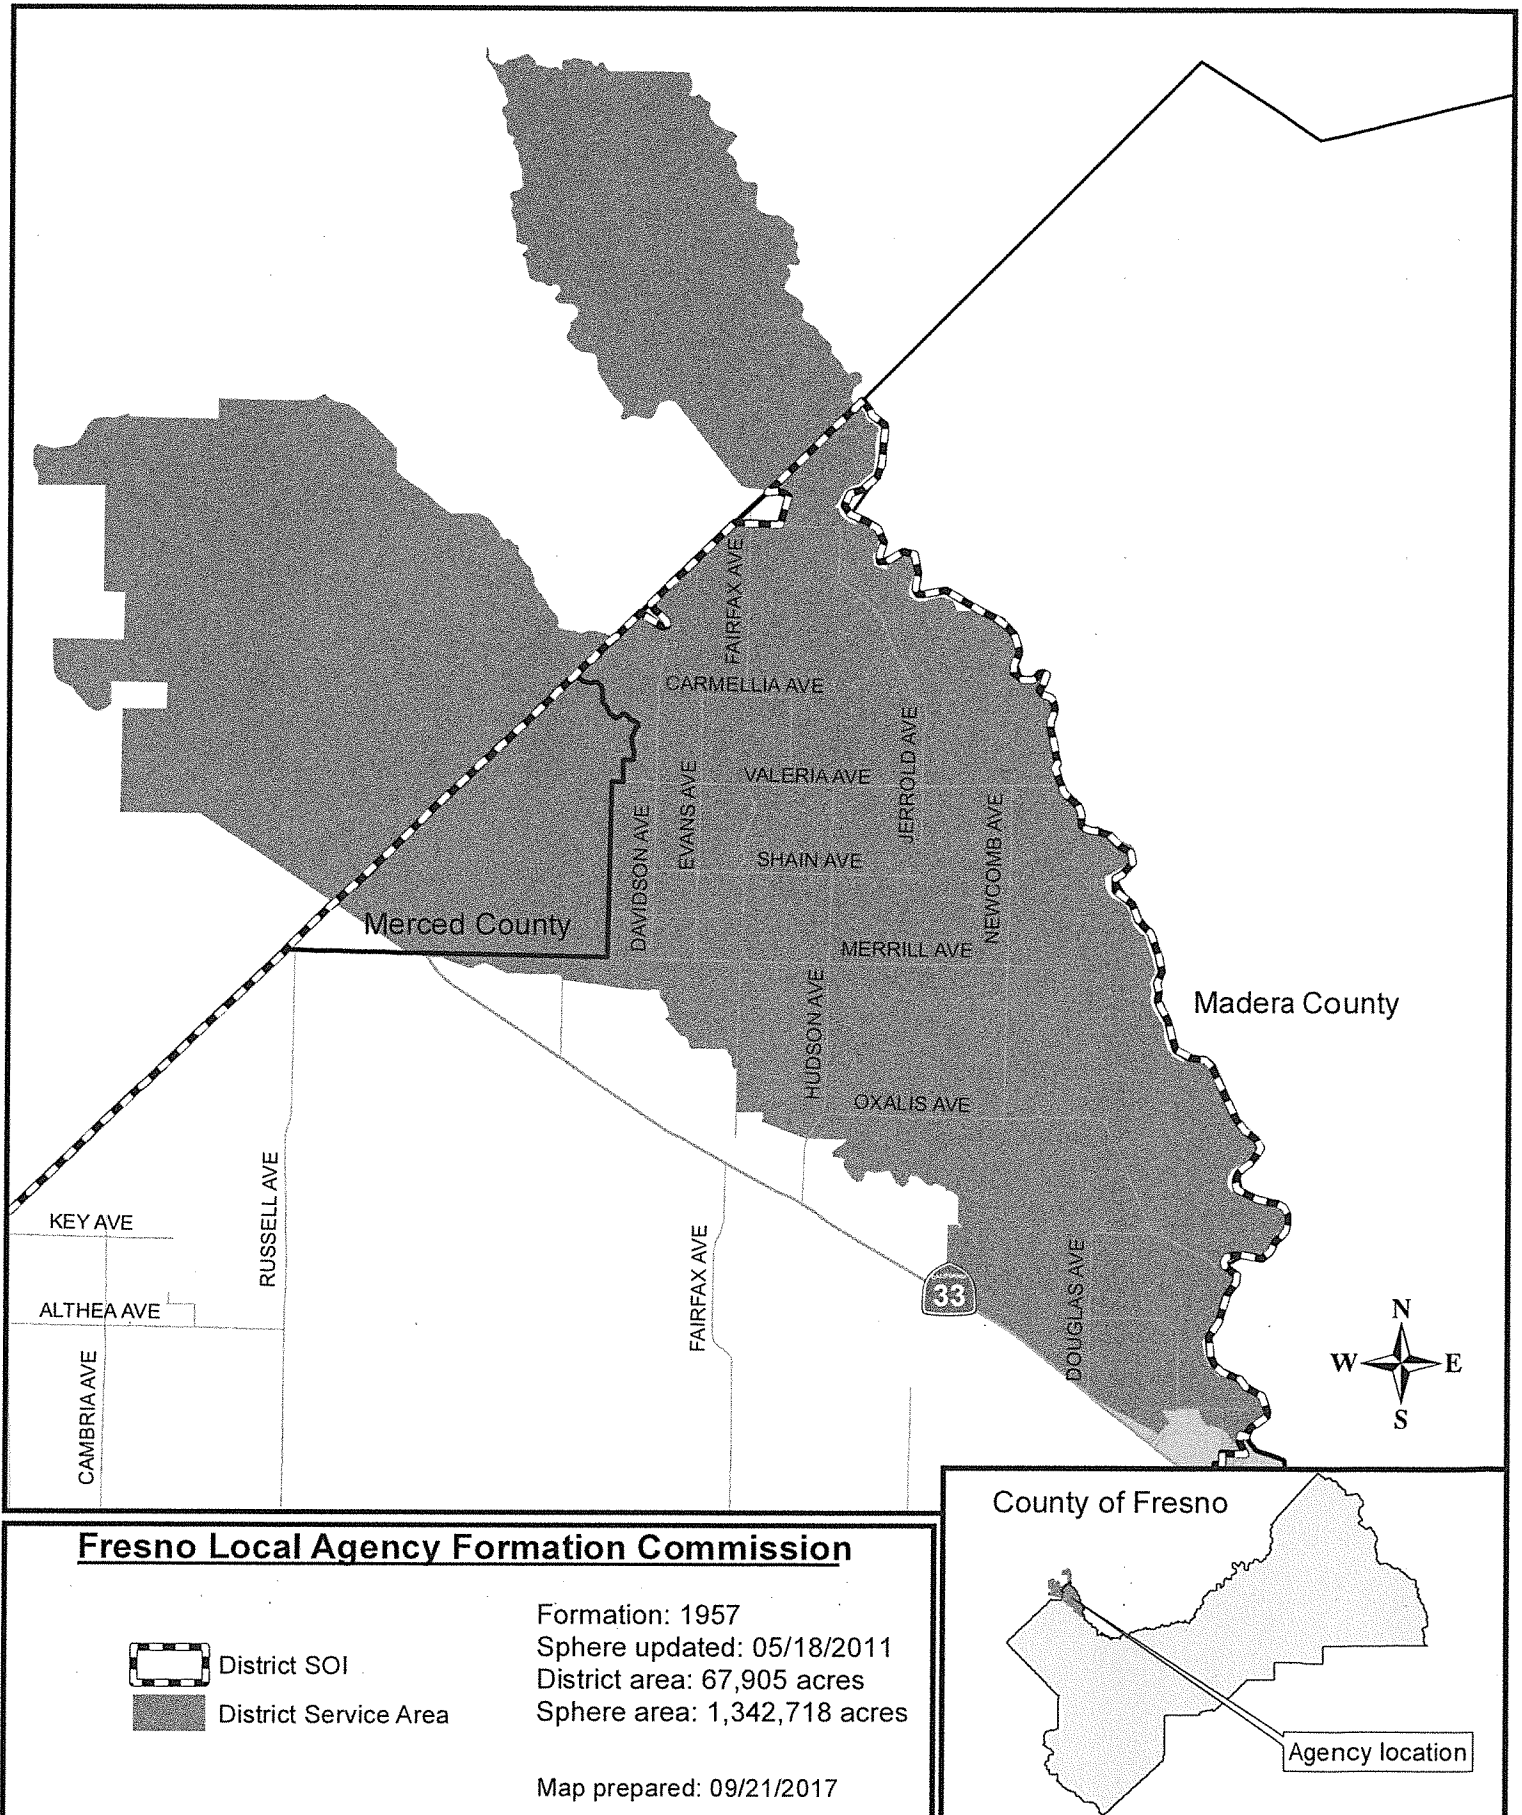 FAIRFAX AVE
CARMELLIA AVE
JERROLD AVE
VALERIA AVE
EVANS AVE
NEWCOMB AVE
DAVIDSON AVE
SHAIN AVE
Merced County
MERRILL AVE
HUDSON AVE
Madera County
OXALIS AVE
RUSSELL AVE
KEY AVE
FAIRFAX AVE
33
DOUGLAS AVE
ALTHEA AVE
CAMBRIA AVE
N
W E
S
County of Fresno
Agency location
Fresno Local Agency Formation Commission
District SOI
District Service Area
Formation: 1957
Sphere updated: 05/18/2011
District area: 67,905 acres
Sphere area: 1,342,718 acres
Map prepared: 09/21/2017